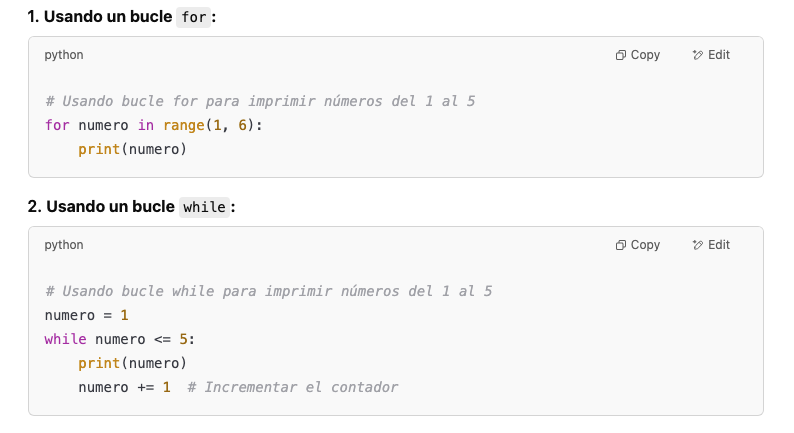 1. Usando un bucle for:
python Copy Edit
# Usando bucle for para imprimir números del 1 al 5
for numero in range(1, 6):
    print(numero)
2. Usando un bucle while:
python Copy Edit
# Usando bucle while para imprimir números del 1 al 5
numero = 1
while numero <= 5:
    print(numero)
    numero += 1  # Incrementar el contador